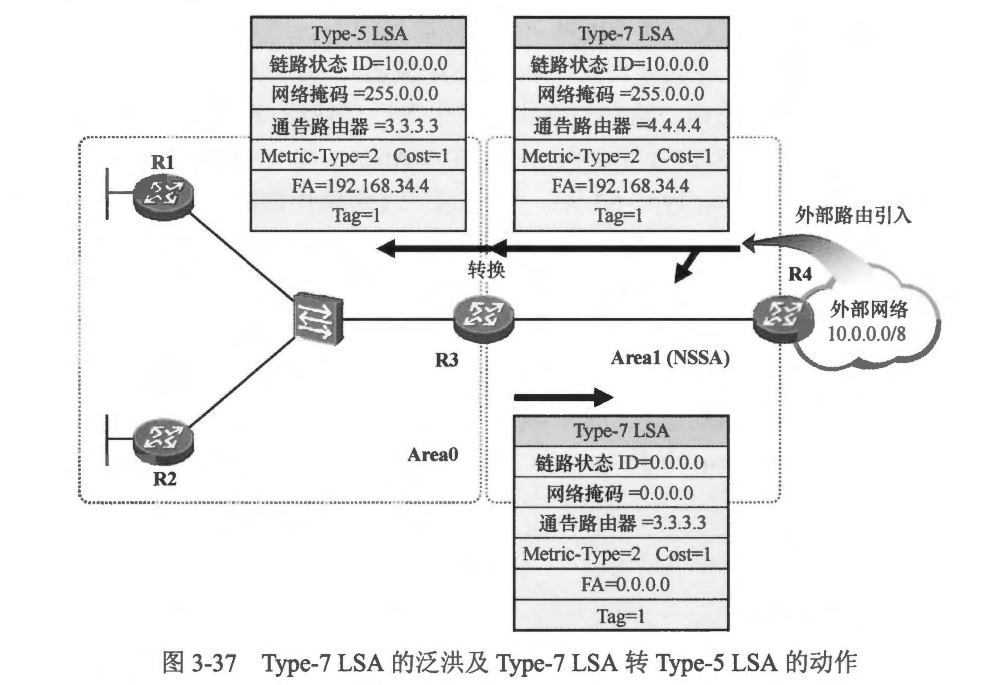 Type-5 LSA
链路状态 ID=10.0.0.0
网络掩码 =255.0.0.0
通告路由器 =3.3.3.3
Metric-Type=2 Cost=1
FA=192.168.34.4
Tag=1
Type-7 LSA
链路状态 ID=10.0.0.0
网络掩码 =255.0.0.0
通告路由器 =4.4.4.4
Metric-Type=2 Cost=1
FA=192.168.34.4
Tag=1
R1
外部路由引入
转换
R4
外部网络
10.0.0.0/8
R3
Area1 (NSSA)
Area0
R2
Type-7 LSA
链路状态 ID=0.0.0.0
网络掩码 =0.0.0.0
通告路由器 =3.3.3.3
Metric-Type=2 Cost=1
FA=0.0.0.0
Tag=1
图 3-37 Type-7 LSA 的泛洪及 Type-7 LSA 转 Type-5 LSA 的动作